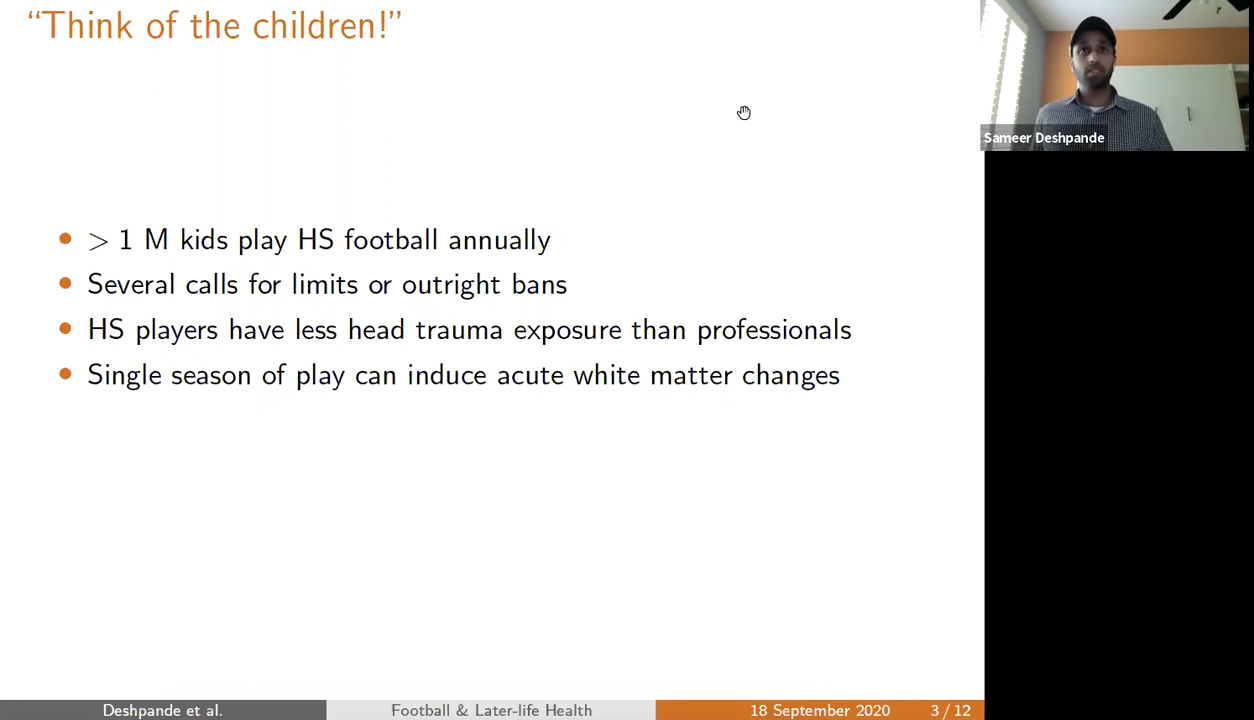 “Think of the children!”
Sameer Deshpande
> 1 M kids play HS football annually
Several calls for limits or outright bans
HS players have less head trauma exposure than professionals
Single season of play can induce acute white matter changes
Deshpande et al.
Football & Later-life Health
18 September 2020
3 / 12